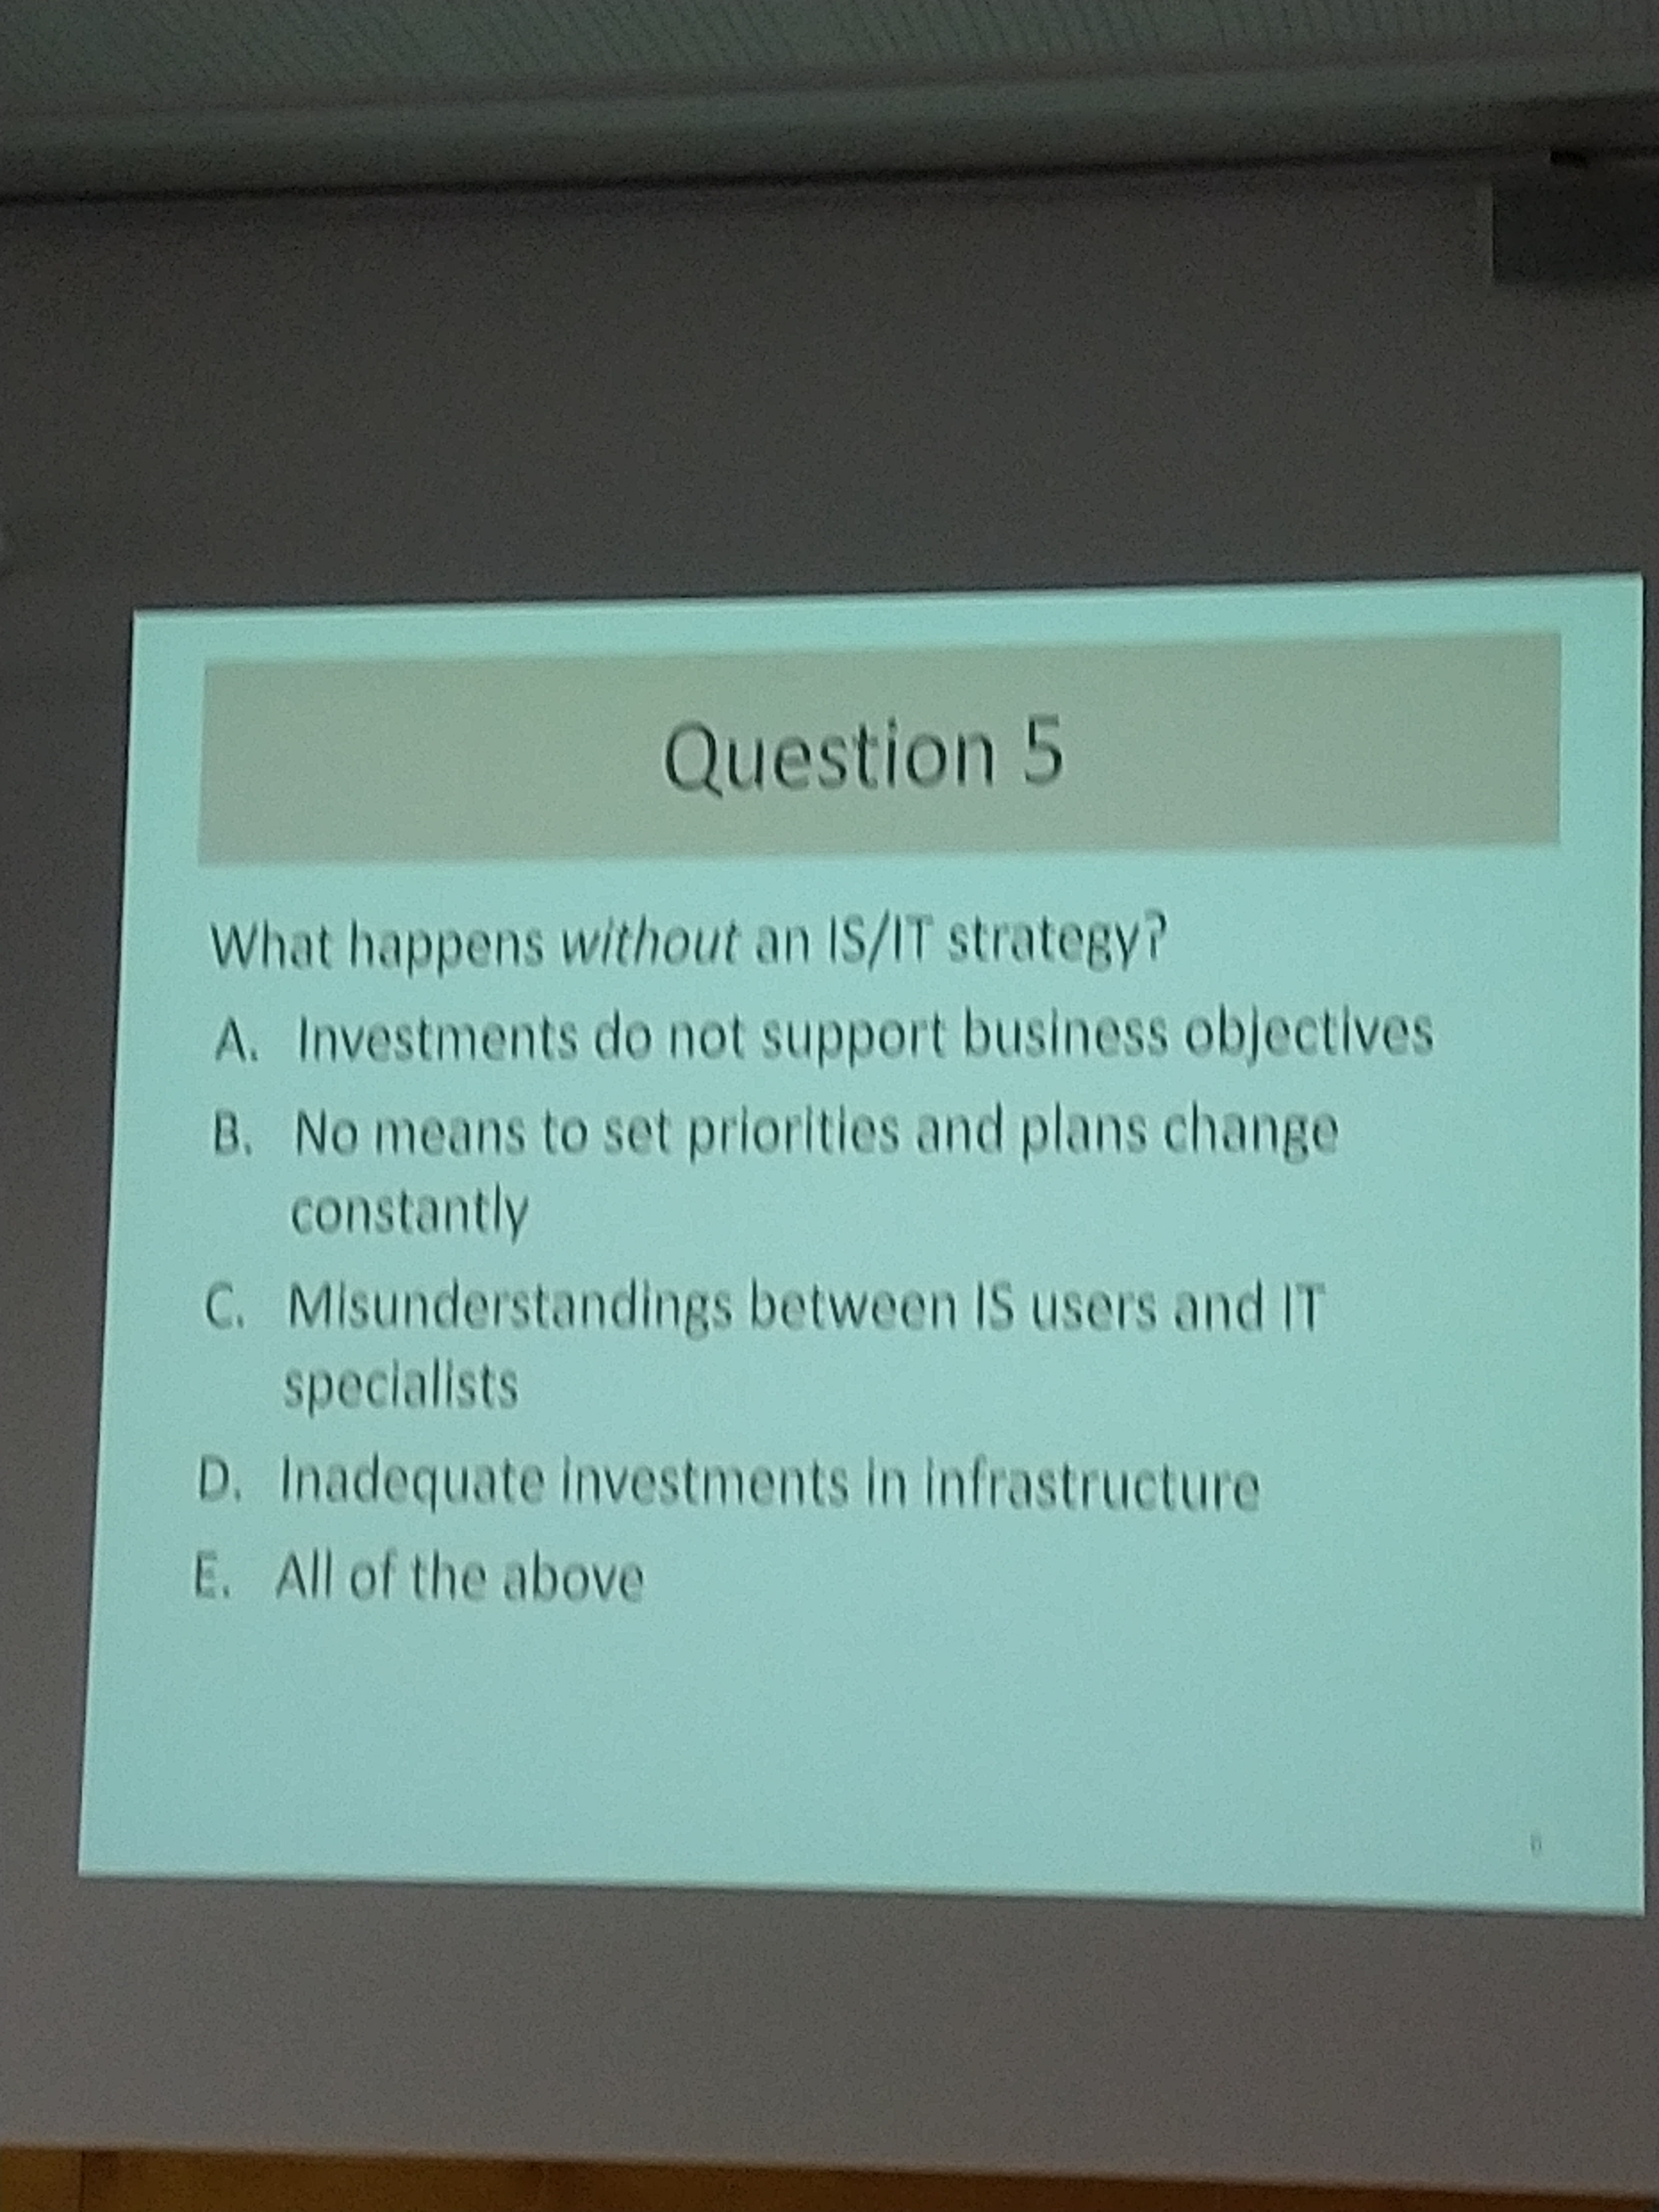 Question 5
What happens without an IS/IT strategy?
A. Investments do not support business objectives
B. No means to set priorities and plans change
constantly
C. Misunderstandings between IS users and IT
specialists
D. Inadequate investments in infrastructure
E. All of the above